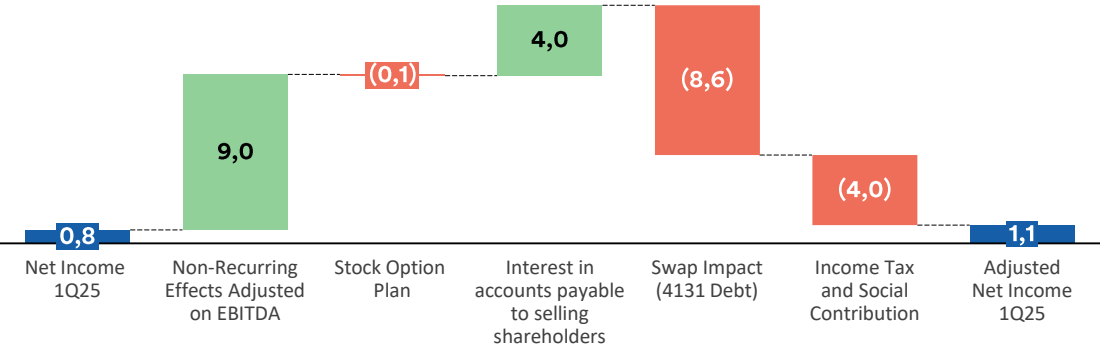 4,0
(0,1)
(8,6)
9,0
(4,0)
0,8
1,1
Net Income
1Q25
Non-Recurring
Effects Adjusted
on EBITDA
Stock Option
Plan
Interest in
accounts payable
to selling
shareholders
Swap Impact
(4131 Debt)
Income Tax
and Social
Contribution
Adjusted
Net Income
1Q25